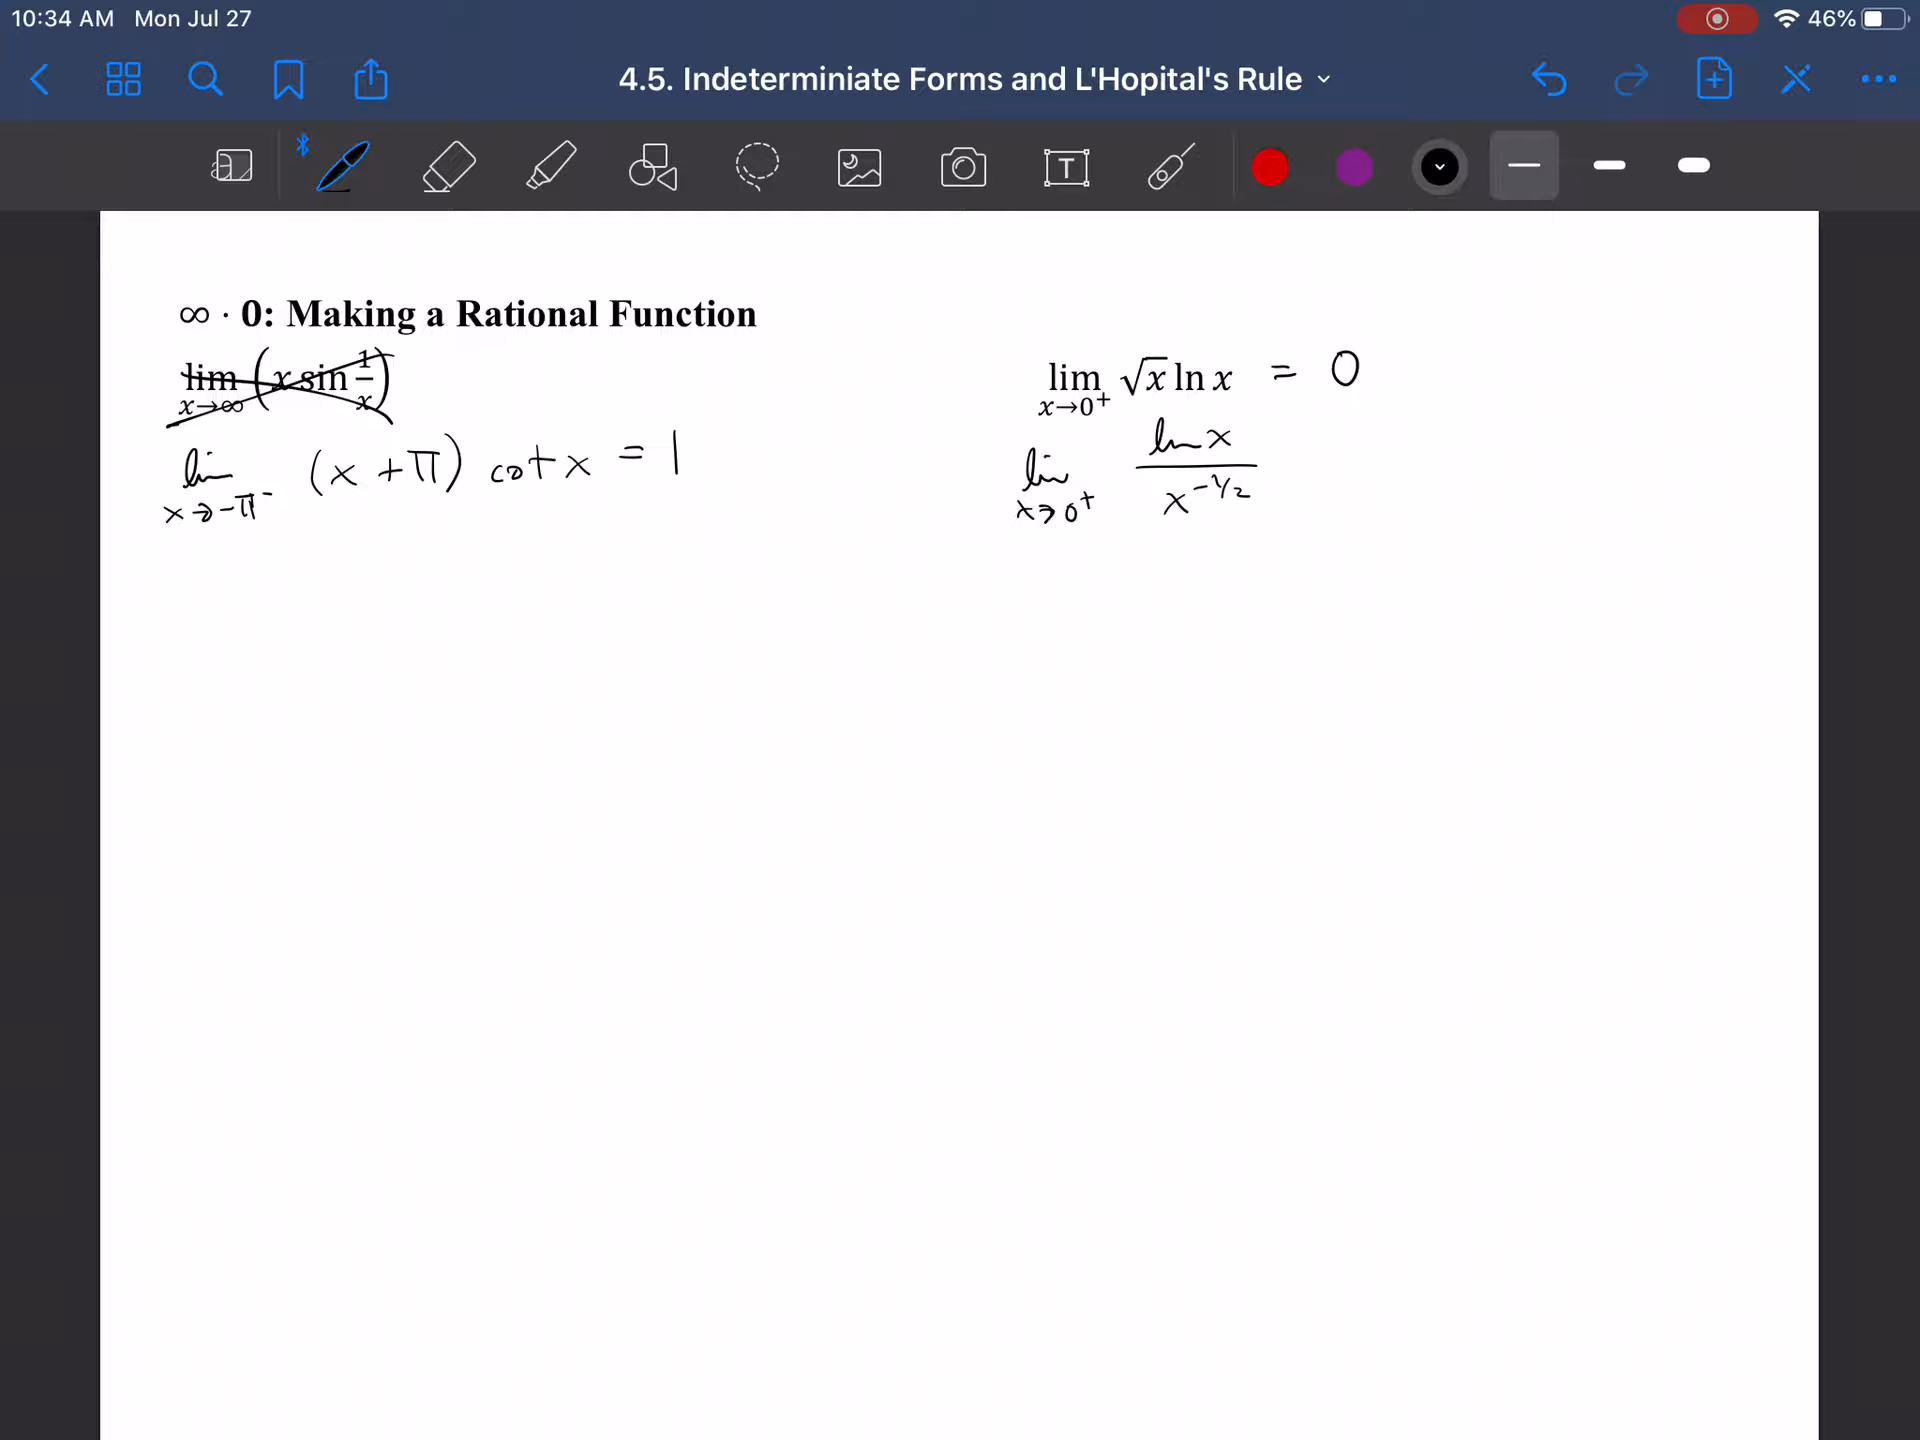 10:34 AM Mon Jul 27
46%
4.5. Indeterminiate Forms and L'Hopital's Rule
T
∞ · 0: Making a Rational Function
lim x→∞ (x sin 1/x)
lim x→-π⁻ (x + π) cot x = 1
lim x→0⁺ √x ln x = 0
lim x→0⁺ ln x / x^(-1/2)